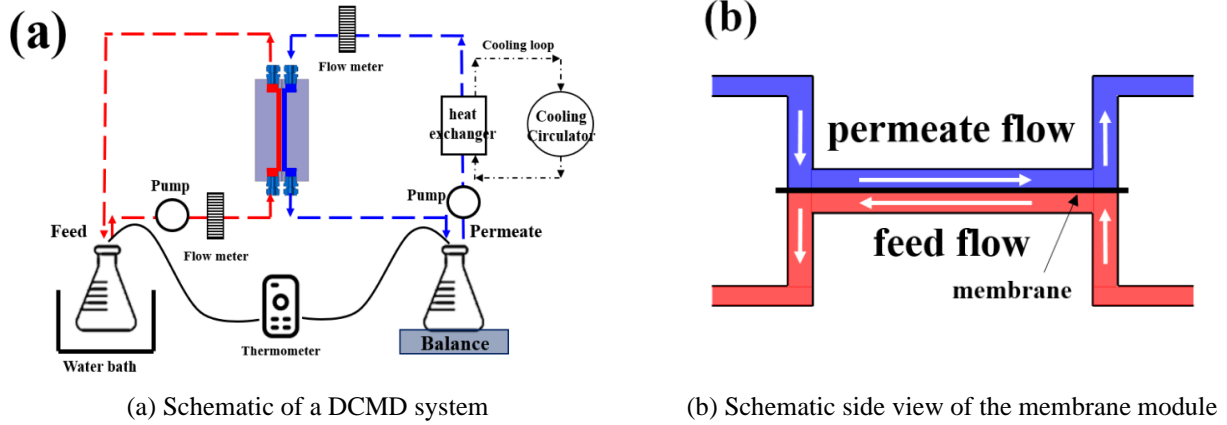 (a)
Flow meter
Cooling loop
heat
exchanger
Cooling
Circulator
Pump
Pump
Feed
Permeate
Flow meter
Thermometer
Balance
Water bath
(a) Schematic of a DCMD system
(b)
permeate flow
feed flow
membrane
(b) Schematic side view of the membrane module